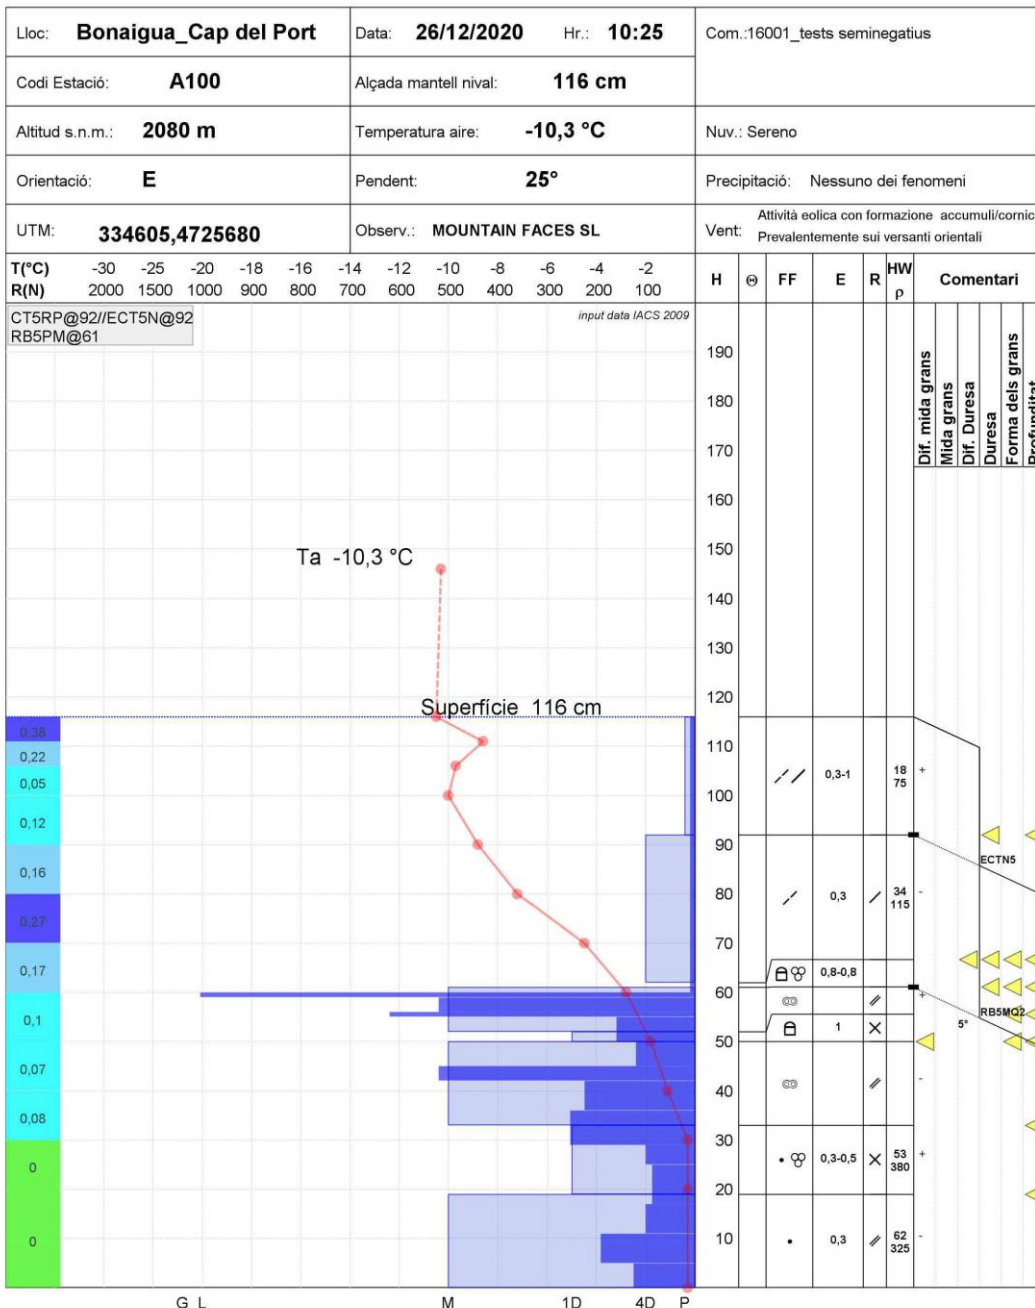 Lloc: Bonaigua_Cap del Port Data: 26/12/2020 Hr.: 10:25 Com.:16001_tests seminegatius
Codi Estació: A100 Alçada mantell nival: 116 cm
Altitud s.n.m.: 2080 m Temperatura aire: -10,3 °C Nuv.: Sereno
Orientació: E Pendent: 25° Precipitació: Nessuno dei fenomeni
UTM: 334605,4725680 Observ.: MOUNTAIN FACES SL Vent: Attività eolica con formazione accumuli/cornic
Prevalentemente sui versanti orientali
T(°C) -30 -25 -20 -18 -16 -14 -12 -10 -8 -6 -4 -2
R(N) 2000 1500 1000 900 800 700 600 500 400 300 200 100
H Θ FF E R HW ρ Comentari
CT5RP@92//ECT5N@92
RB5PM@61
input data IACS 2009
Dif. mida grans
Mida grans
Dif. Duresa
Duresa
Forma dels grans
Profunditat
190
180
170
160
150
Ta -10,3 °C
140
130
120
Superfície 116 cm
0,38
110
0,22
0,05 0,3-1 18 +
75
100
0,12
90
ECTN5
0,16
80 0,3 34 -
115
0,27
70
0,17 0,8-0,8
60 +
0,1 RB5MQ2
1 5°
50
0,07
40 -
0,08
30
0 0,3-0,5 53 +
380
20
0 0,3 62 -
325
10
G L M 1D 4D P